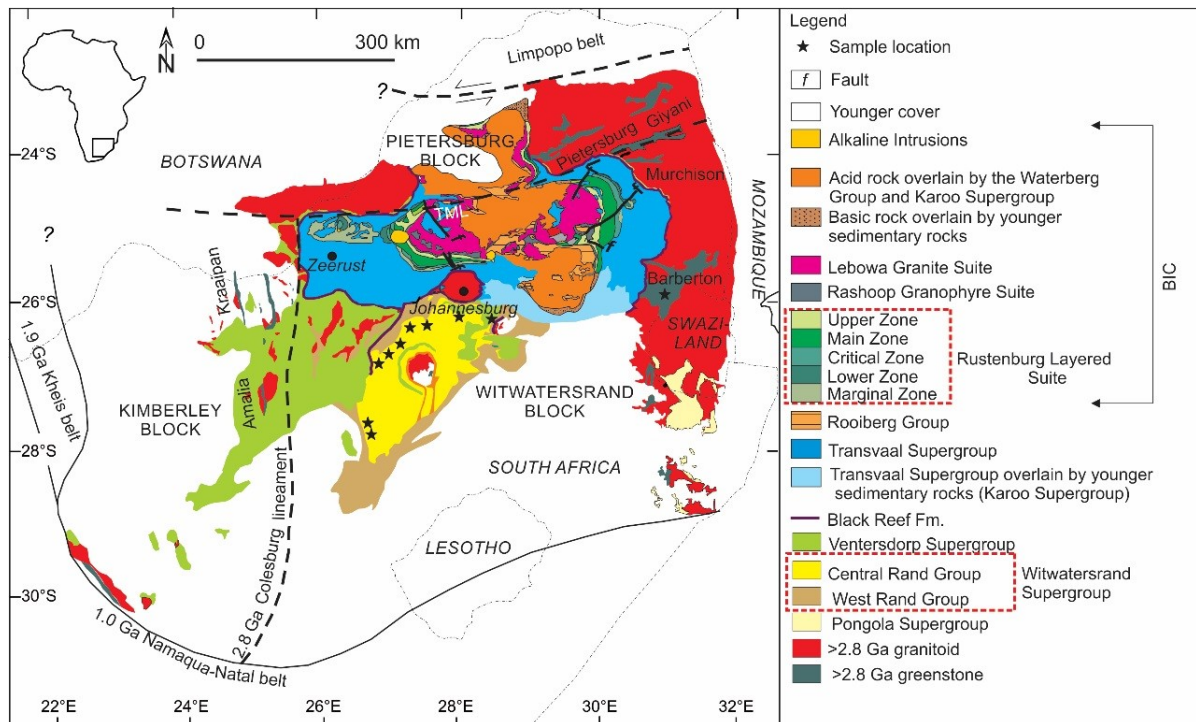 N
0 300 km
Limpopo belt
?
PIETERSBURG
BLOCK
Pietersburg Giyani
24°S
BOTSWANA
Murchison
MOZAMBIQUE
TML
?
f
f
f
Zeerust
Barberton
Kraaipan
26°S
Johannesburg
SWAZI-
LAND
1.9 Ga Kheis belt
Amalia
KIMBERLEY
BLOCK
WITWATERSRAND
BLOCK
28°S
SOUTH AFRICA
2.8 Ga Colesburg lineament
LESOTHO
30°S
1.0 Ga Namaqua-Natal belt
22°E 24°E 26°E 28°E 30°E 32°E
Legend
Sample location
f Fault
Younger cover
Alkaline Intrusions
Acid rock overlain by the Waterberg
Group and Karoo Supergroup
Basic rock overlain by younger
sedimentary rocks
Lebowa Granite Suite
Rashoop Granophyre Suite
Upper Zone
Main Zone
Critical Zone
Lower Zone
Marginal Zone
Rustenburg Layered
Suite
BIC
Rooiberg Group
Transvaal Supergroup
Transvaal Supergroup overlain by younger
sedimentary rocks (Karoo Supergroup)
Black Reef Fm.
Ventersdorp Supergroup
Central Rand Group
West Rand Group
Witwatersrand
Supergroup
Pongola Supergroup
>2.8 Ga granitoid
>2.8 Ga greenstone